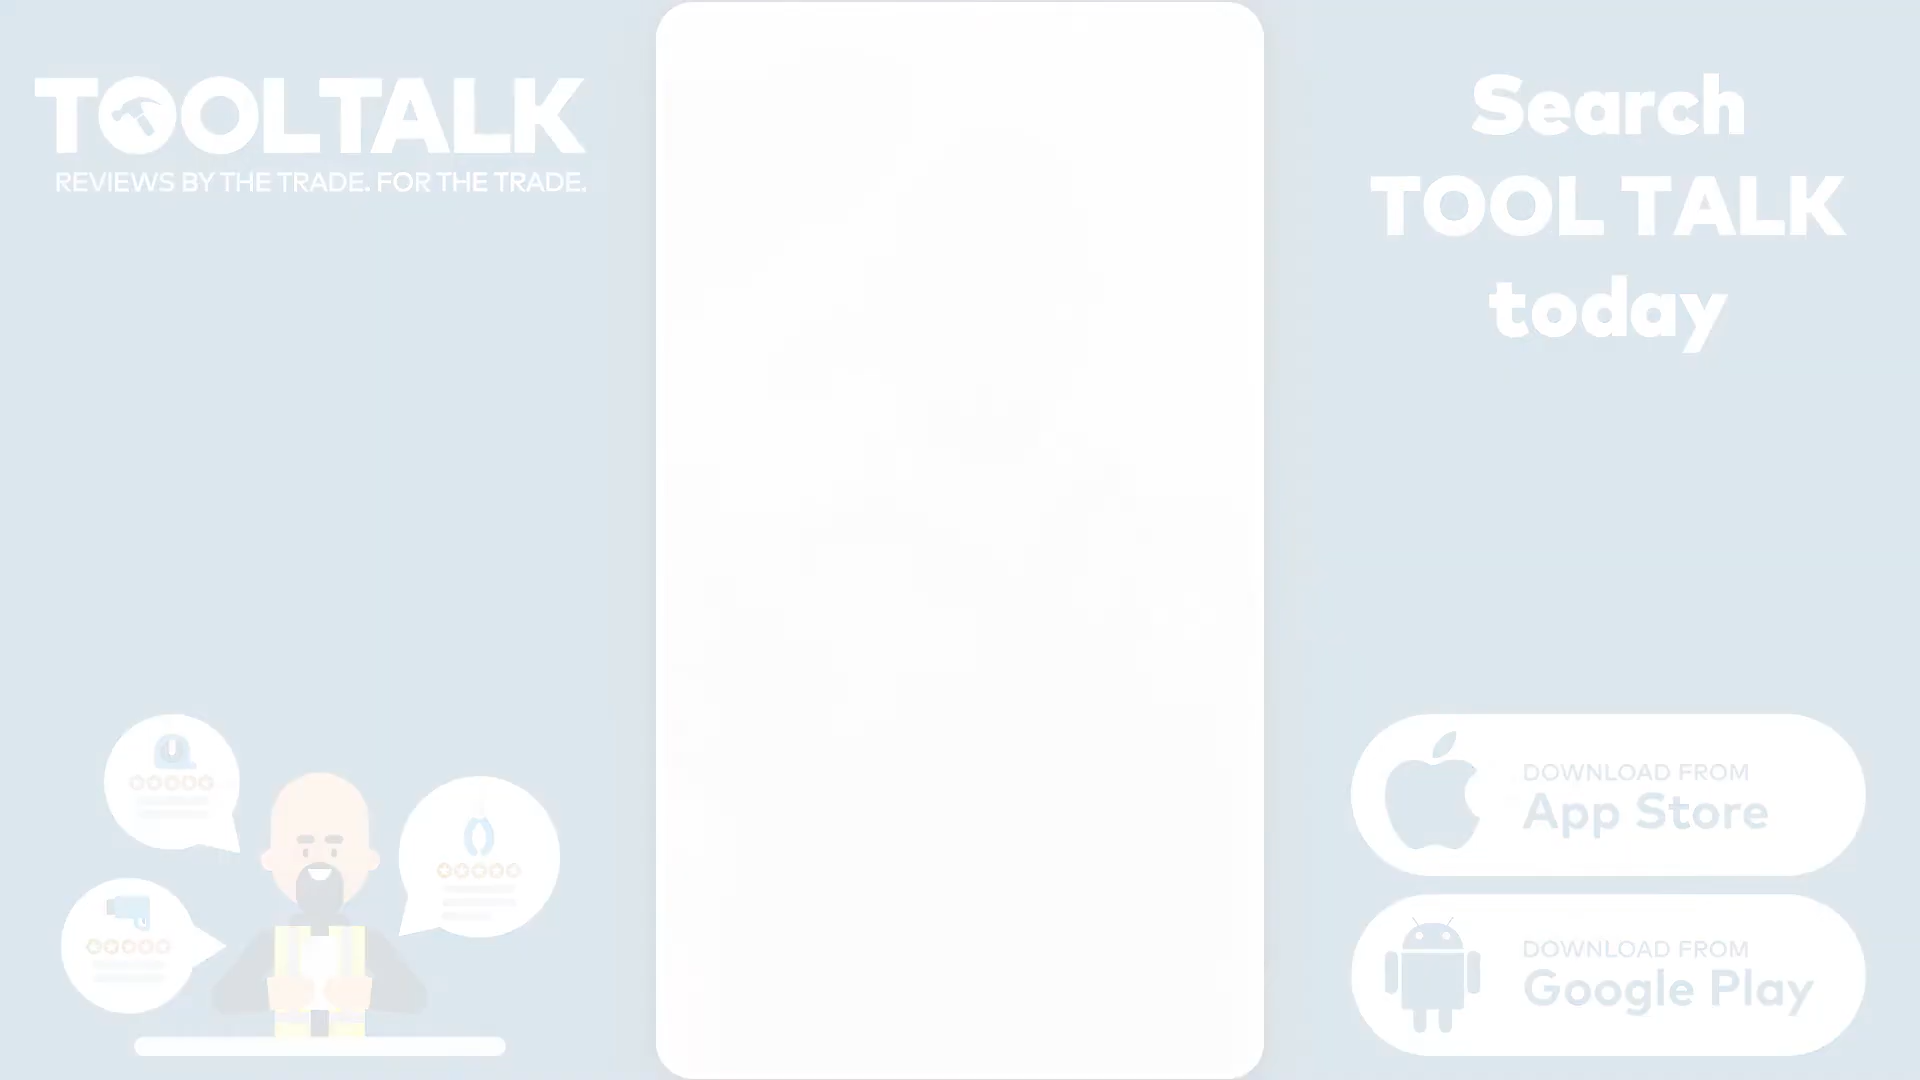 TOOLTALK
REVIEWS BY THE TRADE. FOR THE TRADE.
Search
TOOL TALK
today
DOWNLOAD FROM
App Store
DOWNLOAD FROM
Google Play